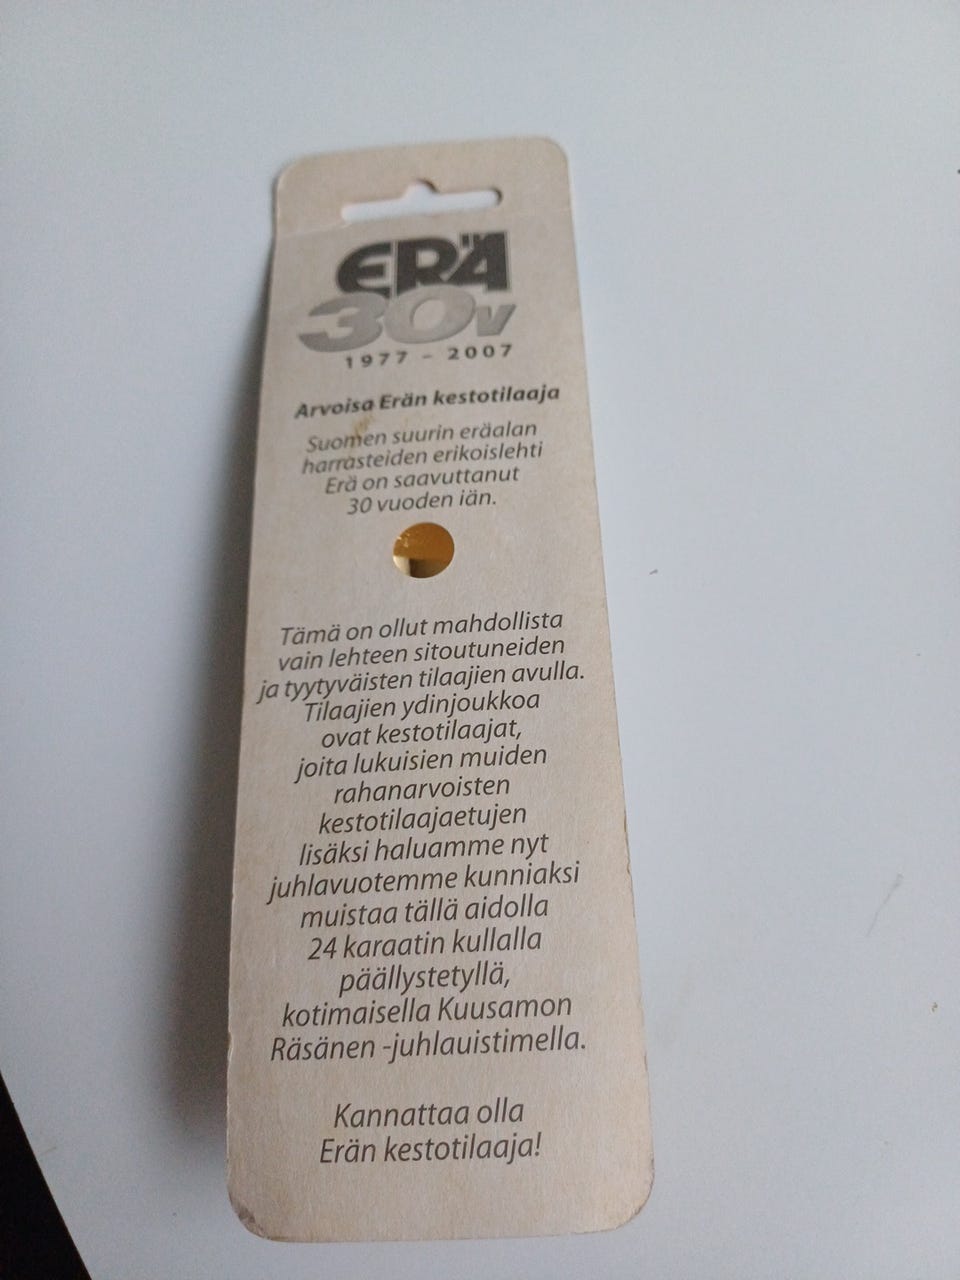 ERÄ
30v
1977 - 2007
Arvoisa Erän kestotilaaja
Suomen suurin eräalan
harrasteiden erikoislehti
Erä on saavuttanut
30 vuoden iän.
Tämä on ollut mahdollista
vain lehteen sitoutuneiden
ja tyytyväisten tilaajien avulla.
Tilaajien ydinjoukkoa
ovat kestotilaajat,
joita lukuisien muiden
rahanarvoisten
kestotilaajaetujen
lisäksi haluamme nyt
juhlavuotemme kunniaksi
muistaa tällä aidolla
24 karaatin kullalla
päällystetyllä,
kotimaisella Kuusamon
Räsänen -juhlauistimella.
Kannattaa olla
Erän kestotilaaja!